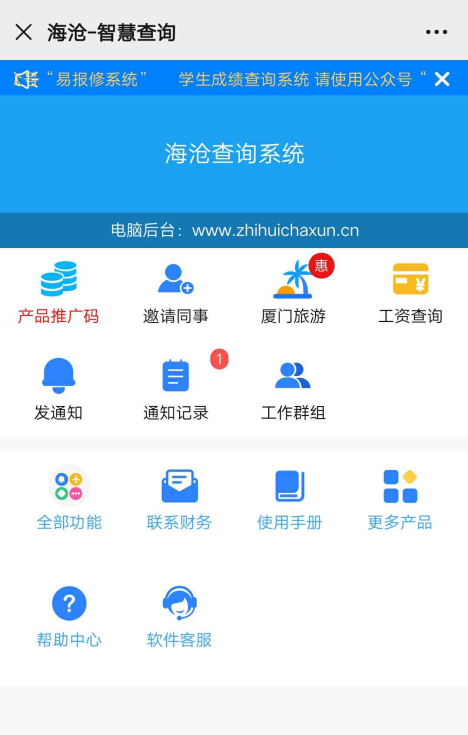 海沧-智慧查询
“易报修系统” 学生成绩查询系统 请使用公众号“
海沧查询系统
电脑后台：www.zhihuichaxun.cn
惠
产品推广码 邀请同事 厦门旅游 工资查询
1
发通知 通知记录 工作群组
全部功能 联系财务 使用手册 更多产品
帮助中心 软件客服